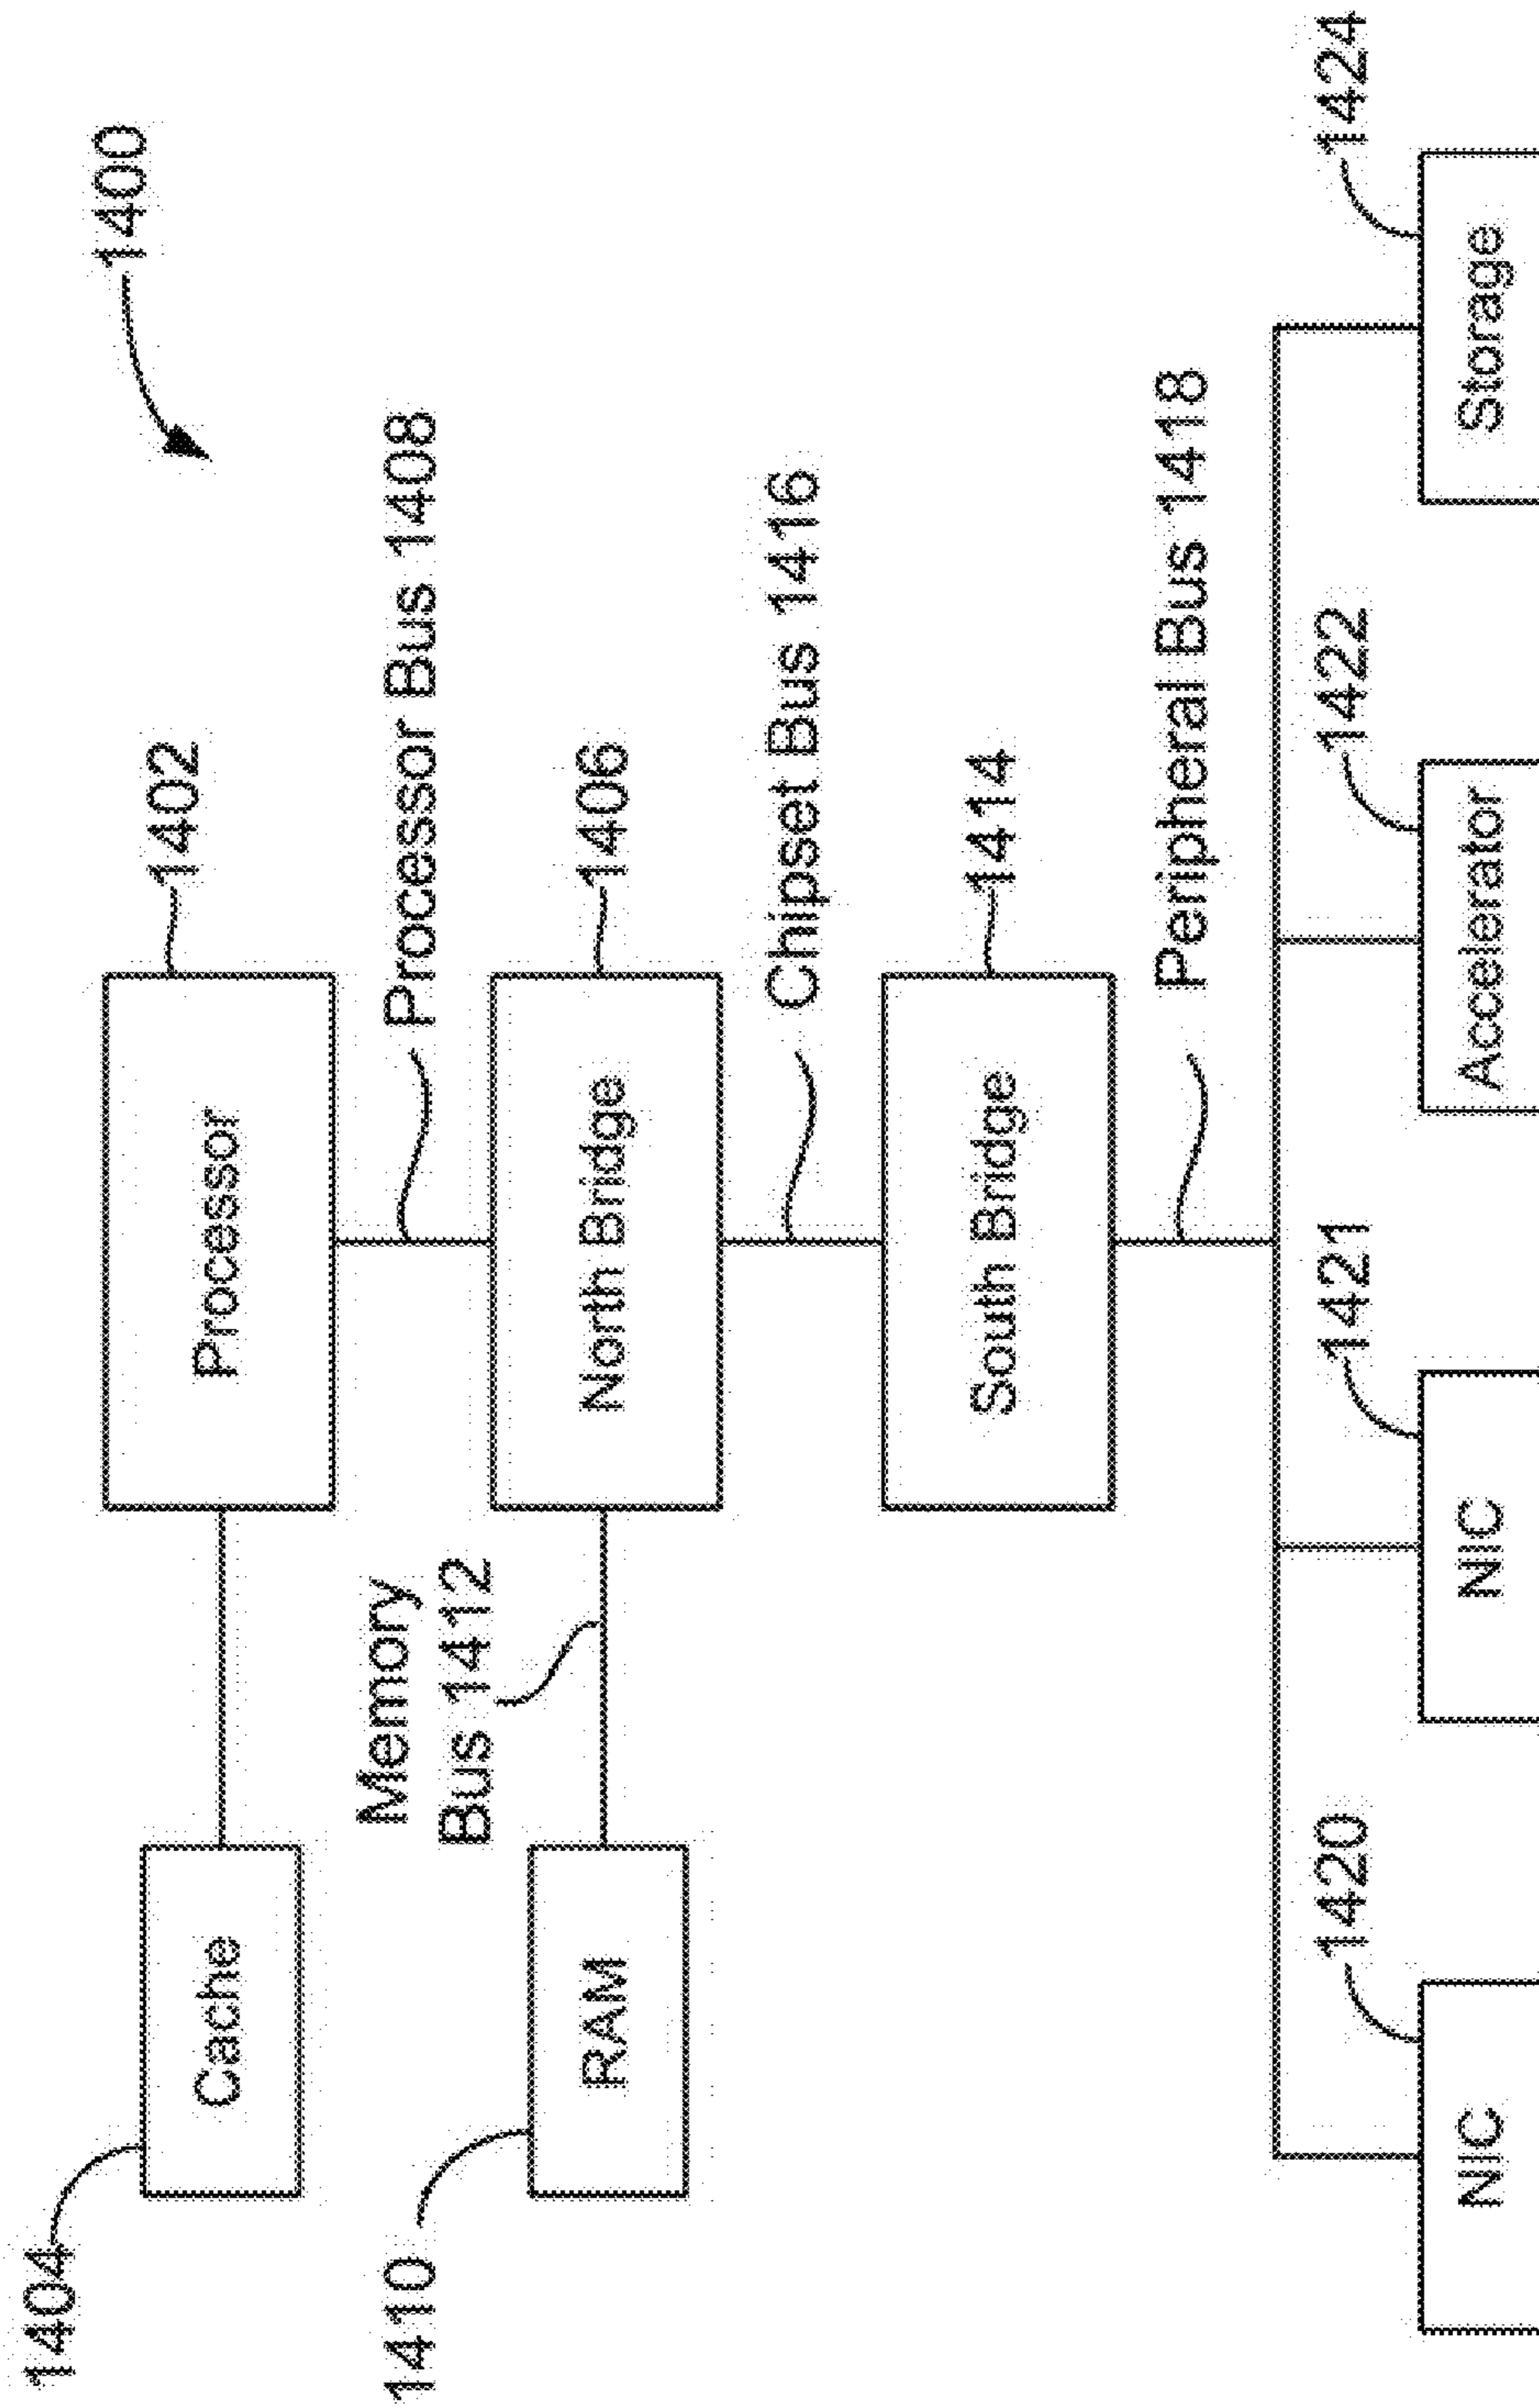 1400
1404
Cache
Processor
1402
Memory
Bus 1412
Processor Bus 1408
1410
RAM
North Bridge
1406
Chipset Bus 1416
South Bridge
1414
Peripheral Bus 1418
1420
1421
1422
1424
NIC
NIC
Accelerator
Storage